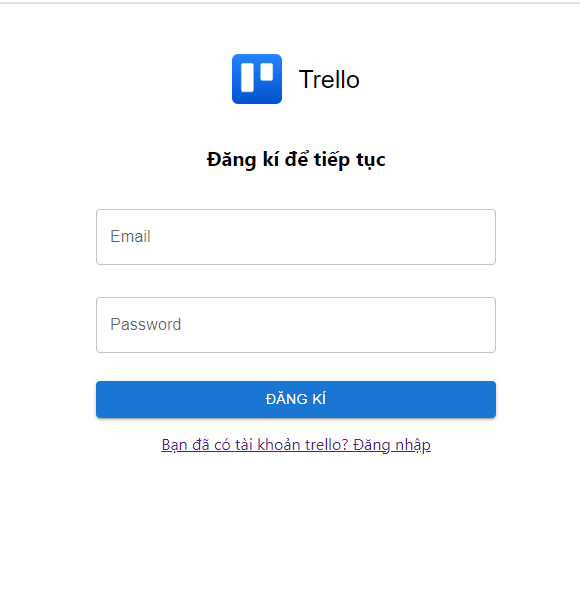 Trello
Đăng kí để tiếp tục
Email
Password
ĐĂNG KÍ
Bạn đã có tài khoản trello? Đăng nhập